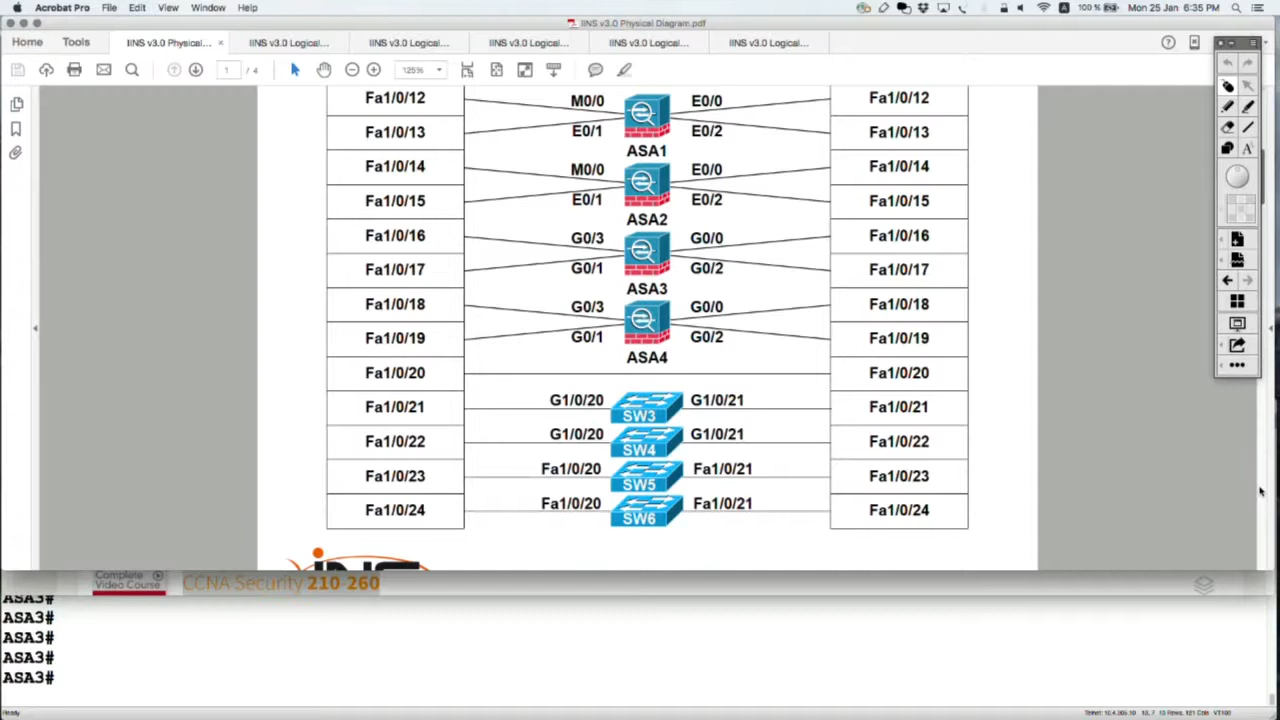 Acrobat Pro File Edit View Window Help 100 % Mon 25 Jan 6:35 PM
IINS v3.0 Physical Diagram.pdf
Home Tools IINS v3.0 Physical... × IINS v3.0 Logical... IINS v3.0 Logical... IINS v3.0 Logical... IINS v3.0 Logical... IINS v3.0 Logical...
1 / 4 125%
Fa1/0/12 M0/0 E0/0 Fa1/0/12
Fa1/0/13 E0/1 E0/2 Fa1/0/13
ASA1
Fa1/0/14 M0/0 E0/0 Fa1/0/14
Fa1/0/15 E0/1 E0/2 Fa1/0/15
ASA2
Fa1/0/16 G0/3 G0/0 Fa1/0/16
Fa1/0/17 G0/1 G0/2 Fa1/0/17
ASA3
Fa1/0/18 G0/3 G0/0 Fa1/0/18
Fa1/0/19 G0/1 G0/2 Fa1/0/19
ASA4
Fa1/0/20 Fa1/0/20
Fa1/0/21 G1/0/20 SW3 G1/0/21 Fa1/0/21
Fa1/0/22 G1/0/20 SW4 G1/0/21 Fa1/0/22
Fa1/0/23 Fa1/0/20 SW5 Fa1/0/21 Fa1/0/23
Fa1/0/24 Fa1/0/20 SW6 Fa1/0/21 Fa1/0/24
Complete
Video Course
CCNA Security 210-260
ASA3#
ASA3#
ASA3#
ASA3#
ASA3#
Ready